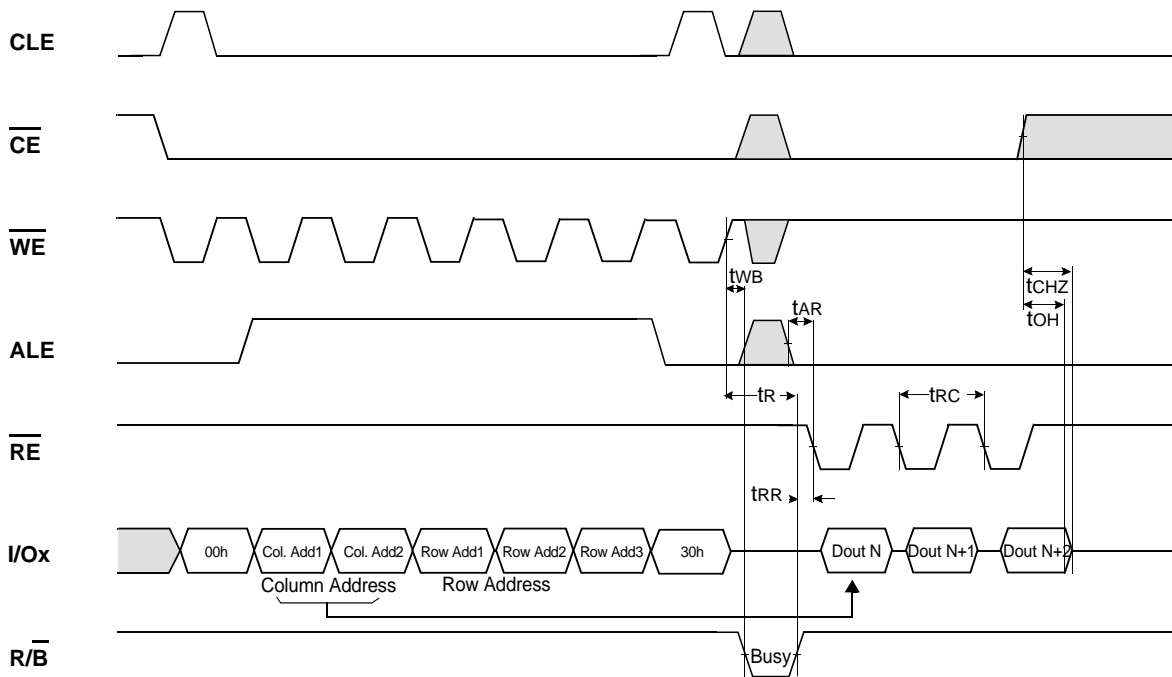 CLE
CE
WE
tWB
tCHZ
tAR
tOH
ALE
tR
tRC
RE
tRR
I/Ox
00h
Col. Add1
Col. Add2
Row Add1
Row Add2
Row Add3
30h
Dout N
Dout N+1
Dout N+2
Column Address
Row Address
R/B
Busy